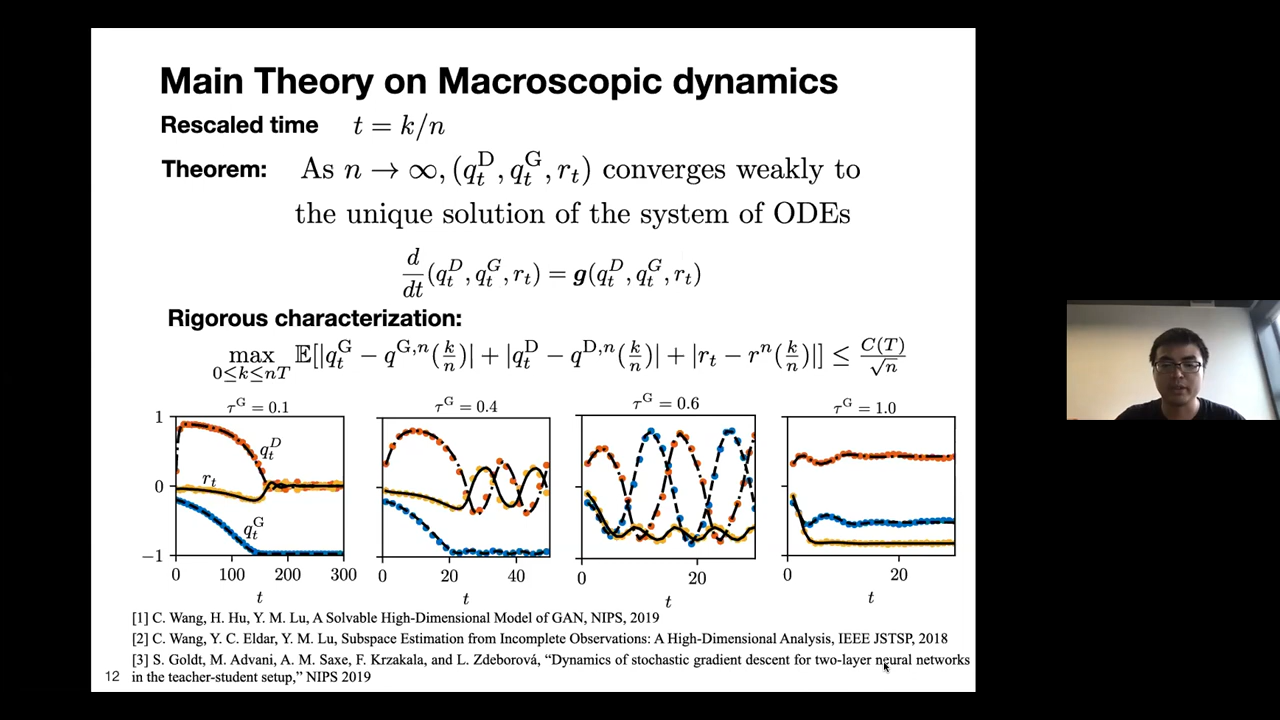 Main Theory on Macroscopic dynamics
Rescaled time t = k/n
Theorem: As n → ∞, (q_t^D, q_t^G, r_t) converges weakly to
the unique solution of the system of ODEs
d/dt (q_t^D, q_t^G, r_t) = g(q_t^D, q_t^G, r_t)
Rigorous characterization:
max_{0≤k≤nT} 𝔼[|q_t^G − q^{G,n}(k/n)| + |q_t^D − q^{D,n}(k/n)| + |r_t − r^n(k/n)|] ≤ C(T)/√n
τ^G = 0.1 τ^G = 0.4 τ^G = 0.6 τ^G = 1.0
1
q_t^D
r_t
0
q_t^G
−1
0 100 200 300 0 20 40 0 20 0 20
t t t t
[1] C. Wang, H. Hu, Y. M. Lu, A Solvable High-Dimensional Model of GAN, NIPS, 2019
[2] C. Wang, Y. C. Eldar, Y. M. Lu, Subspace Estimation from Incomplete Observations: A High-Dimensional Analysis, IEEE JSTSP, 2018
[3] S. Goldt, M. Advani, A. M. Saxe, F. Krzakala, and L. Zdeborová, “Dynamics of stochastic gradient descent for two-layer neural networks
12 in the teacher-student setup,” NIPS 2019